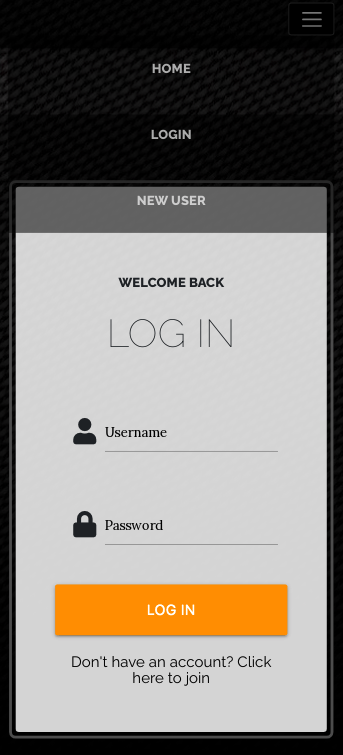 HOME
LOGIN
NEW USER
WELCOME BACK
LOG IN
Username
Password
LOG IN
Don't have an account? Click
here to join